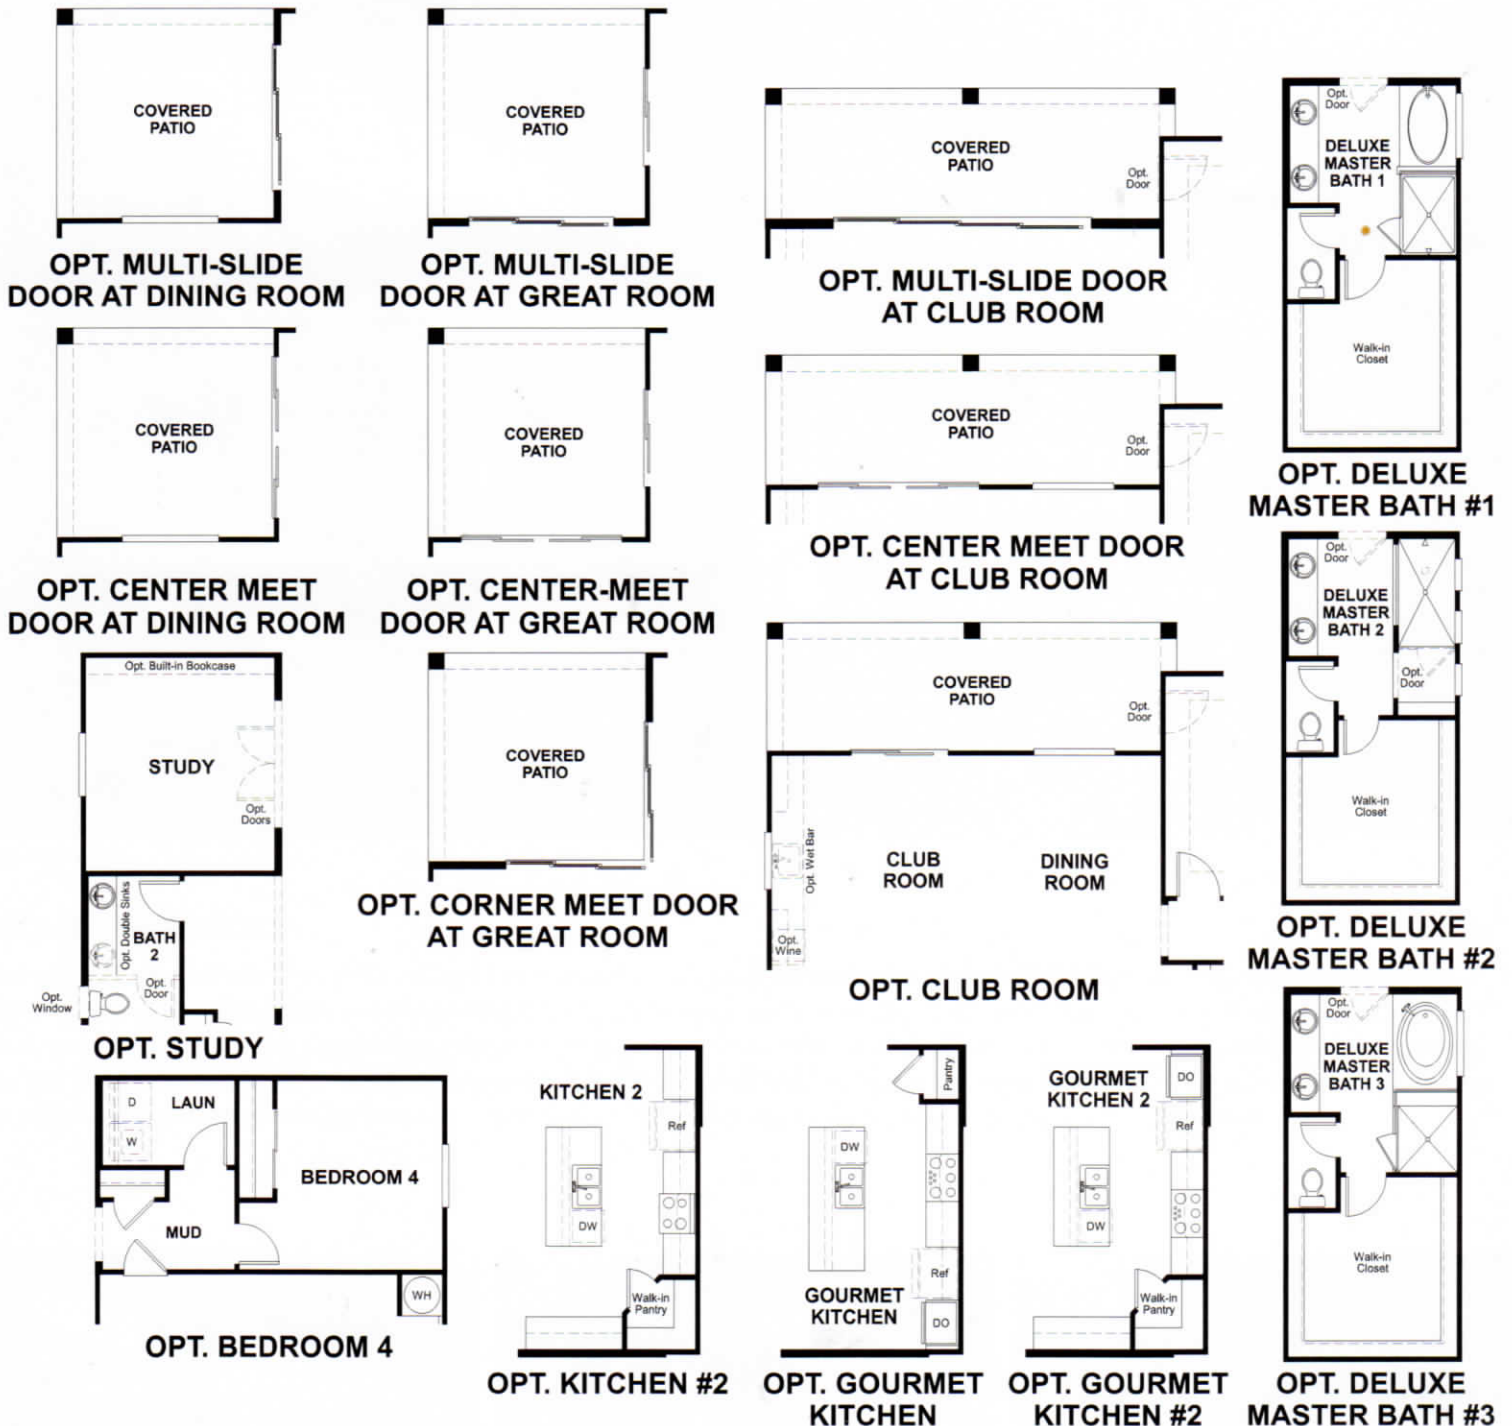 COVERED
PATIO
OPT. MULTI-SLIDE
DOOR AT DINING ROOM
COVERED
PATIO
OPT. MULTI-SLIDE
DOOR AT GREAT ROOM
COVERED
PATIO
Opt.
Door
OPT. MULTI-SLIDE DOOR
AT CLUB ROOM
Opt.
Door
DELUXE
MASTER
BATH 1
Walk-in
Closet
OPT. DELUXE
MASTER BATH #1
COVERED
PATIO
OPT. CENTER MEET
DOOR AT DINING ROOM
COVERED
PATIO
OPT. CENTER-MEET
DOOR AT GREAT ROOM
COVERED
PATIO
Opt.
Door
OPT. CENTER MEET DOOR
AT CLUB ROOM
Opt.
Door
DELUXE
MASTER
BATH 2
Opt.
Door
Walk-in
Closet
OPT. DELUXE
MASTER BATH #2
Opt. Built-in Bookcase
STUDY
Opt.
Doors
Opt. Double Sinks
BATH
2
Opt.
Door
Opt.
Window
OPT. STUDY
COVERED
PATIO
OPT. CORNER MEET DOOR
AT GREAT ROOM
COVERED
PATIO
Opt.
Door
Opt. Wet Bar
CLUB
ROOM
DINING
ROOM
Opt.
Wine
OPT. CLUB ROOM
Opt.
Door
DELUXE
MASTER
BATH 3
Walk-in
Closet
OPT. DELUXE
MASTER BATH #3
D
LAUN
W
BEDROOM 4
MUD
WH
OPT. BEDROOM 4
KITCHEN 2
Ref
DW
Walk-in
Pantry
OPT. KITCHEN #2
Pantry
DW
Ref
GOURMET
KITCHEN
DO
OPT. GOURMET
KITCHEN
GOURMET
KITCHEN 2
DO
Ref
DW
Walk-in
Pantry
OPT. GOURMET
KITCHEN #2